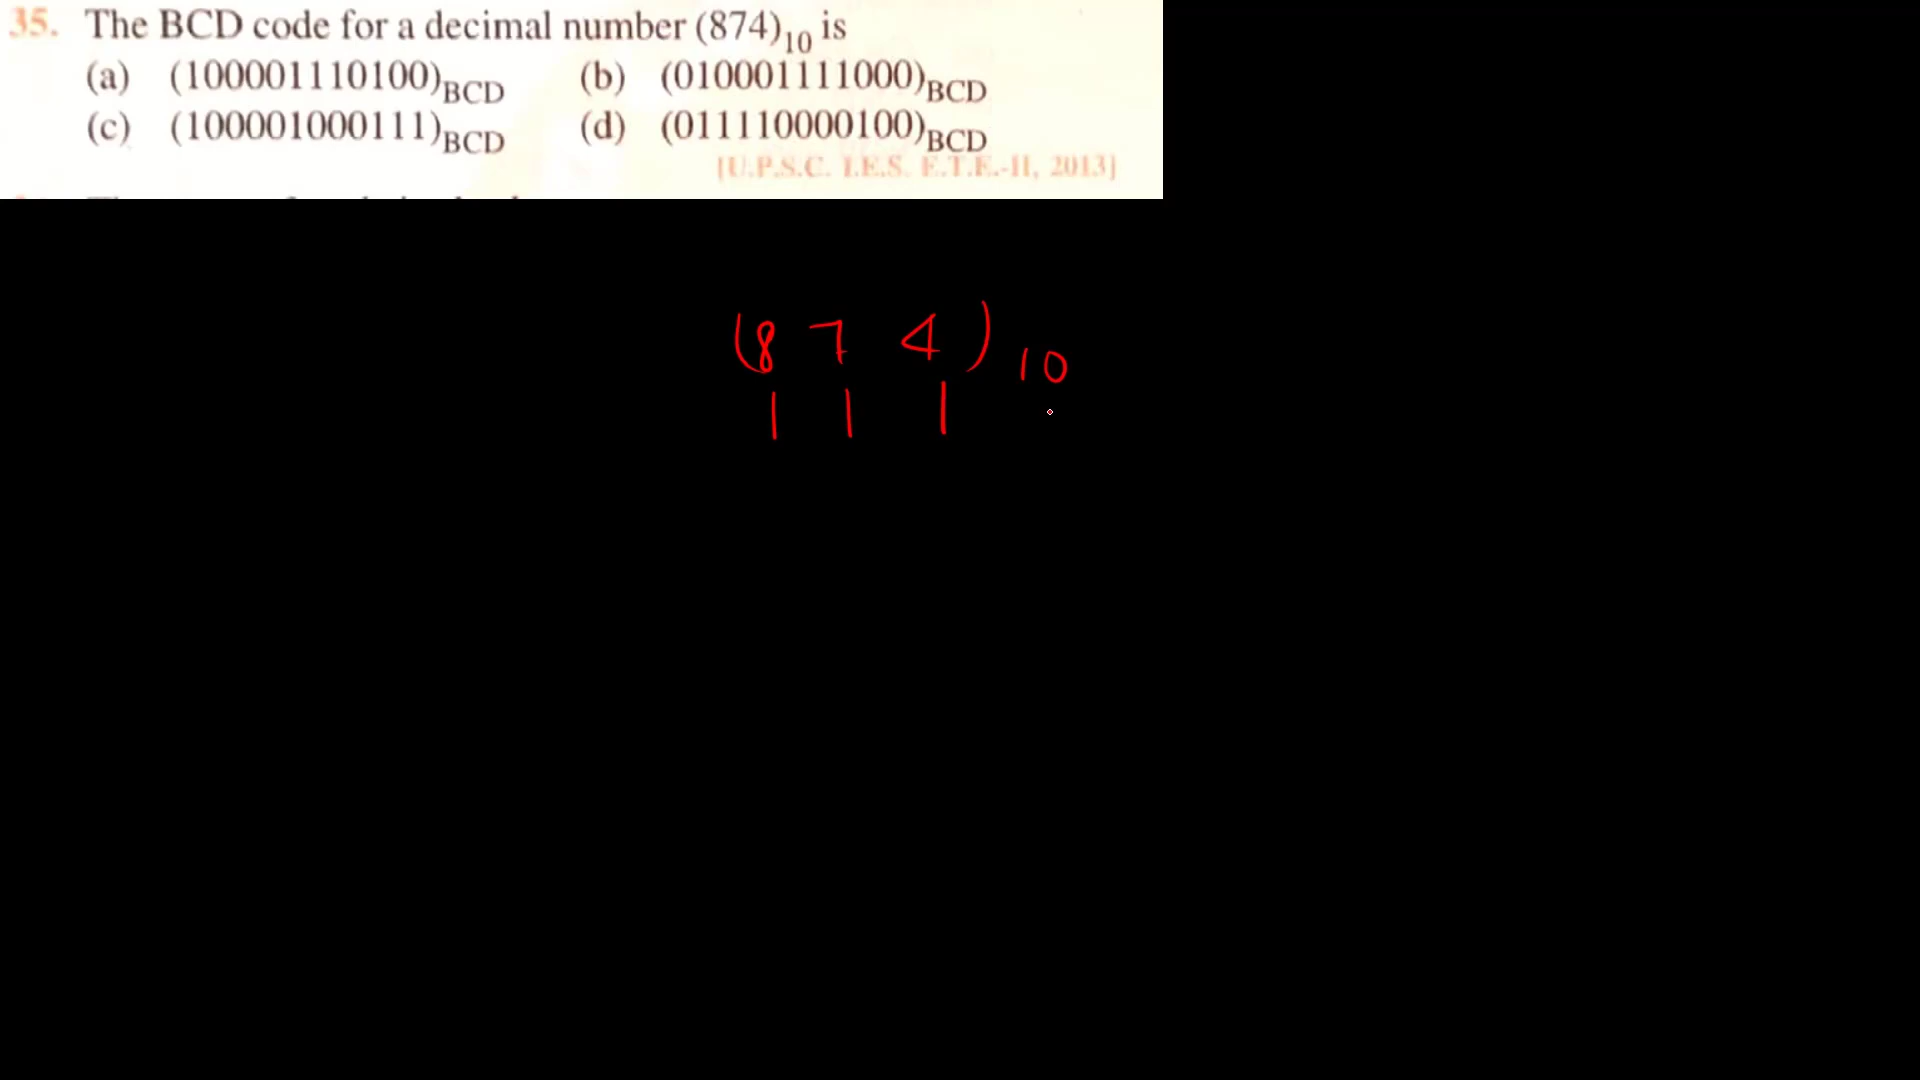 35. The BCD code for a decimal number (874)10 is
(a) (100001110100)BCD (b) (010001111000)BCD
(c) (100001000111)BCD (d) (011110000100)BCD
[U.P.S.C. I.E.S. E.T.E.-II, 2013]
(8 7 4)10